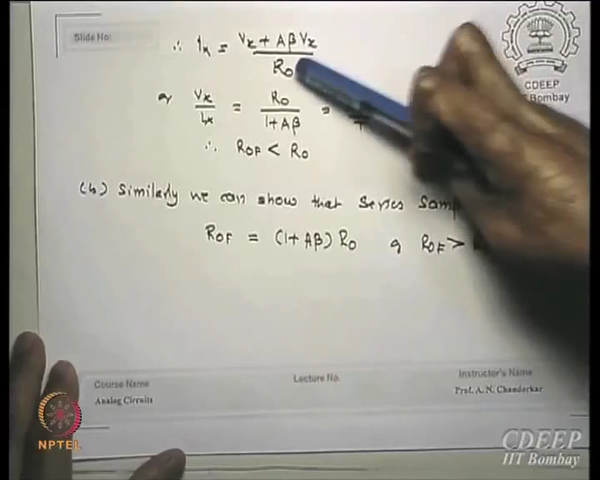 Slide No:
∴ Ix = Vx + AβVx / Ro
or Vx / Ix = Ro / 1+Aβ =
∴ ROF < Ro
CDEEP
IIT Bombay
(b) Similarly we can show that Series
ROF = (1+Aβ) Ro or ROF >
Course Name
Analog Circuits
Lecture No.
Instructor's Name
Prof. A. N. Chandorkar
NPTEL
CDEEP
IIT Bombay